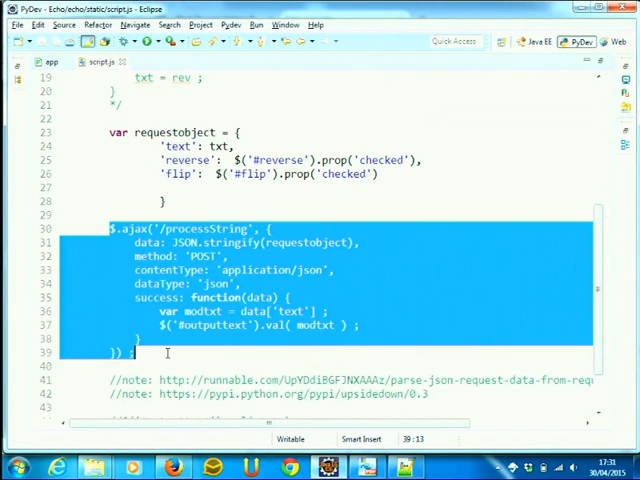 PyDev - Echo/echo/static/script.js - Eclipse
File Edit Source Refactoring Navigate Search Project Pydev Run Window Help
Quick Access Java EE PyDev Web
app script.js
19 txt = rev ;
20 }
21 */
22
23 var requestobject = {
24 'text': txt,
25 'reverse': $('#reverse').prop('checked'),
26 'flip': $('#flip').prop('checked')
27
28 }
29
30 $.ajax('/processString', {
31 data: JSON.stringify(requestobject),
32 method: 'POST',
33 contentType: 'application/json',
34 dataType: 'json',
35 success: function(data) {
36 var modtxt = data['text'] ;
37 $('#outputtext').val( modtxt ) ;
38 }
39 }) ;
40
41 //note: http://runnable.com/UpYDdiBGFJNXAAAz/parse-json-request-data-from-requ
42 //note: https://pypi.python.org/pypi/upsidedown/0.3
43
Writable Smart Insert 39 : 13
17:31
30/04/2015